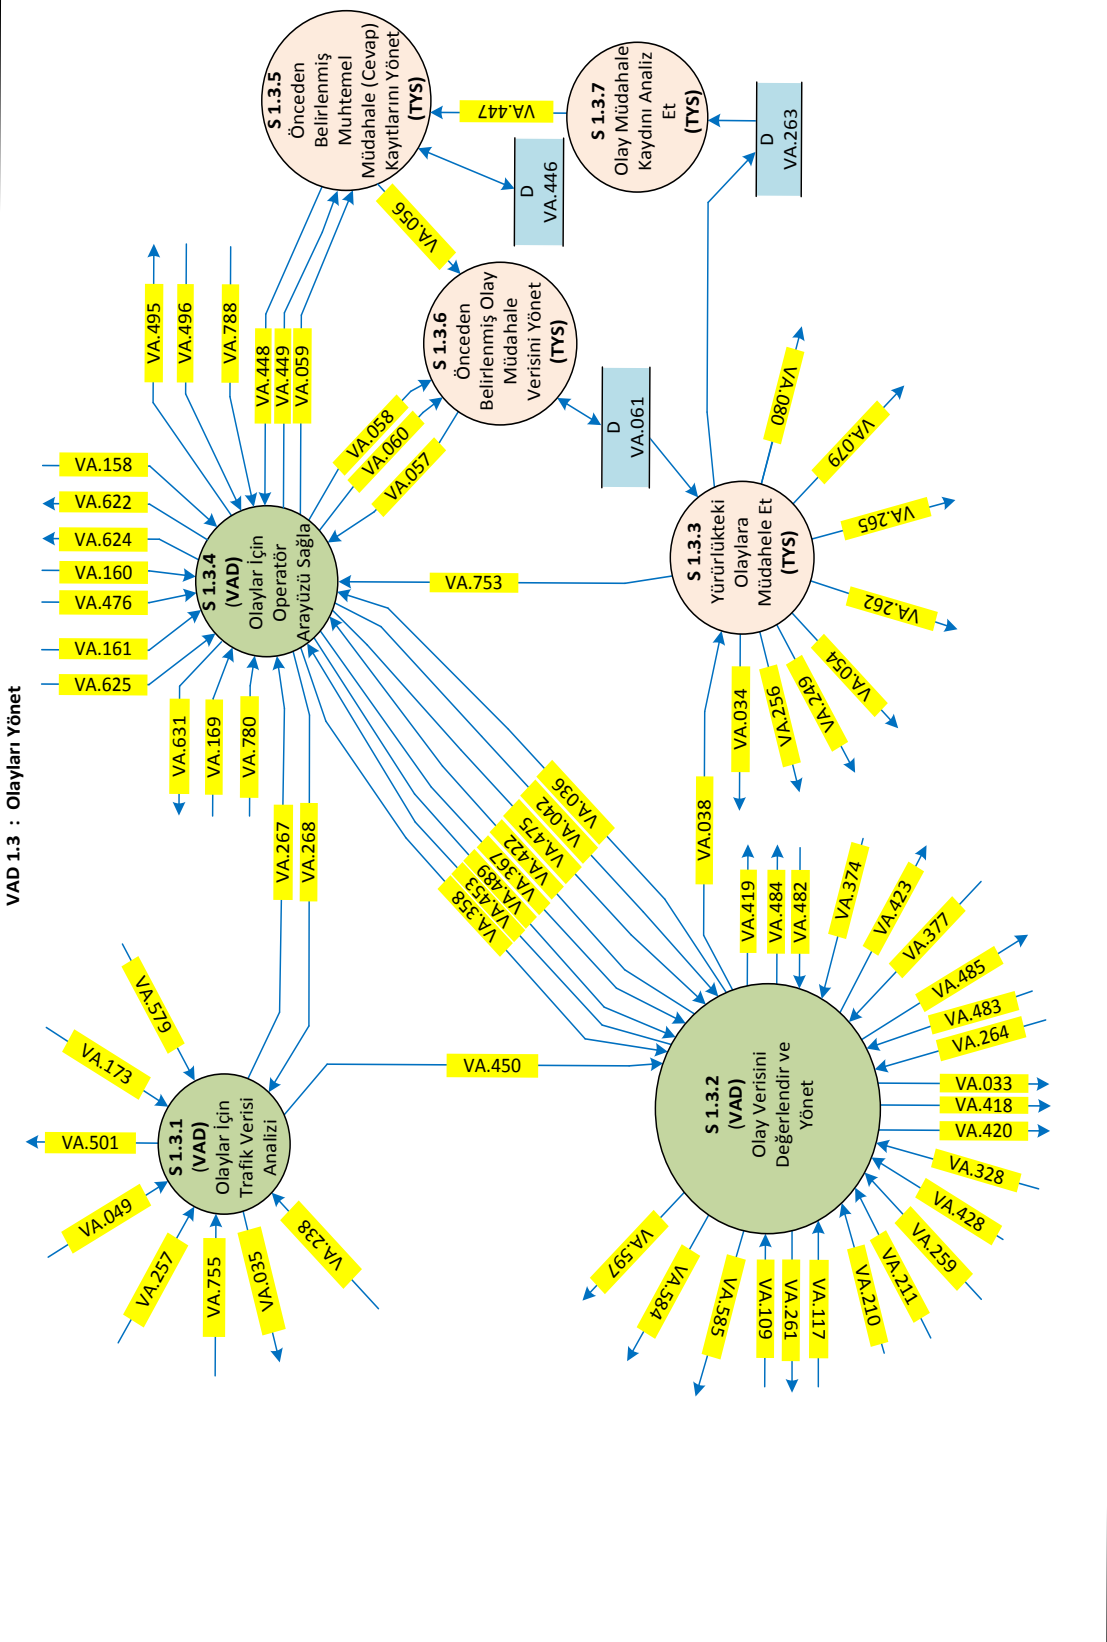 VAD 1.3 : Olayları Yönet
S 1.3.5
Önceden
Belirlenmiş
Muhtemel
Müdahale (Cevap)
Kayıtlarını Yönet
(TYS)
VA.447
S 1.3.7
Olay Müdahale
Kaydını Analiz
Et
(TYS)
D
VA.263
D
VA.446
VA.056
S 1.3.6
Önceden
Belirlenmiş Olay
Müdahale
Verisini Yönet
(TYS)
D
VA.061
VA.495
VA.496
VA.788
VA.448
VA.449
VA.059
VA.058
VA.060
VA.057
VA.158
VA.622
VA.624
VA.160
VA.476
VA.161
VA.625
S 1.3.4
(VAD)
Olaylar İçin
Operatör
Arayüzü Sağla
VA.631
VA.169
VA.780
VA.267
VA.268
VA.753
S 1.3.3
Yürürlükteki
Olaylara
Müdahele Et
(TYS)
VA.080
VA.079
VA.265
VA.262
VA.054
VA.249
VA.256
VA.034
VA.038
VA.358
VA.453
VA.489
VA.367
VA.422
VA.475
VA.042
VA.036
VA.579
VA.173
VA.501
VA.049
VA.257
VA.755
VA.035
VA.238
S 1.3.1
(VAD)
Olaylar İçin
Trafik Verisi
Analizi
VA.450
S 1.3.2
(VAD)
Olay Verisini
Değerlendir ve
Yönet
VA.419
VA.484
VA.482
VA.374
VA.423
VA.377
VA.485
VA.483
VA.264
VA.033
VA.418
VA.420
VA.328
VA.428
VA.259
VA.211
VA.210
VA.117
VA.261
VA.109
VA.585
VA.584
VA.597